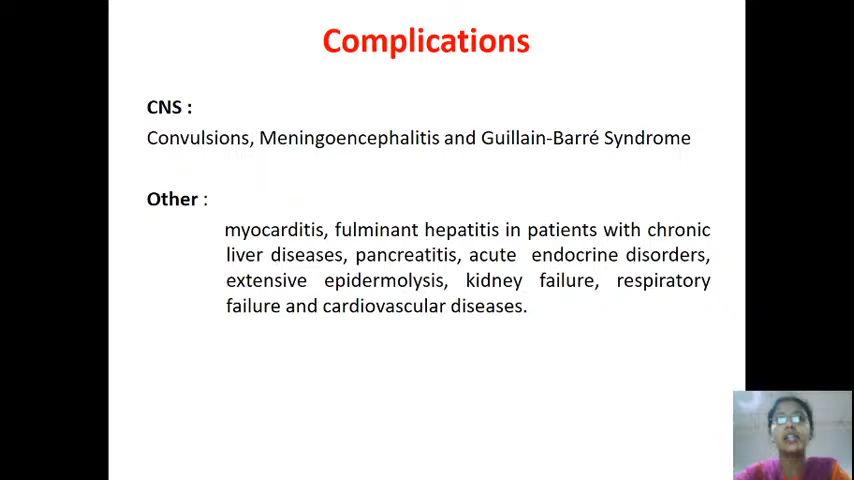 Complications
CNS :
Convulsions, Meningoencephalitis and Guillain-Barré Syndrome
Other :
myocarditis, fulminant hepatitis in patients with chronic
liver diseases, pancreatitis, acute endocrine disorders,
extensive epidermolysis, kidney failure, respiratory
failure and cardiovascular diseases.